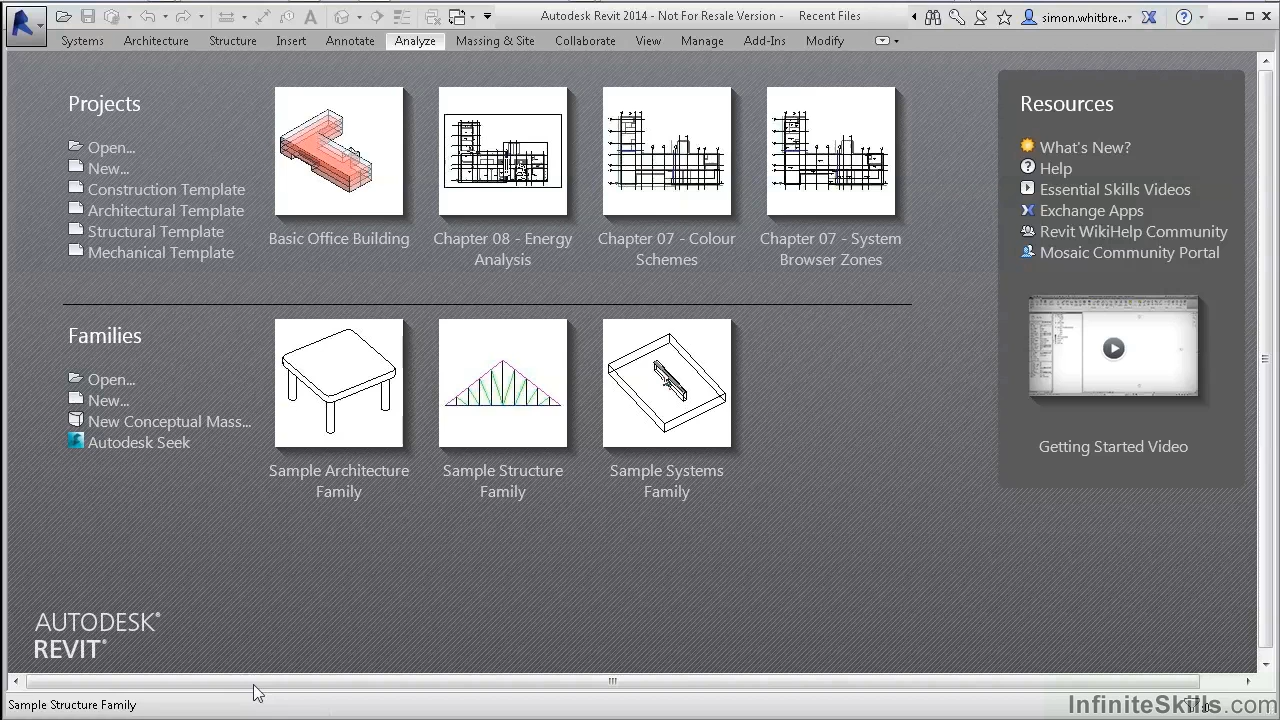 Autodesk Revit 2014 - Not For Resale Version - Recent Files
simon.whitbre...
Systems Architecture Structure Insert Annotate Analyze Massing & Site Collaborate View Manage Add-Ins Modify
Projects
Open...
New...
Construction Template
Architectural Template
Structural Template
Mechanical Template
Basic Office Building
Chapter 08 - Energy
Analysis
Chapter 07 - Colour
Schemes
Chapter 07 - System
Browser Zones
Families
Open...
New...
New Conceptual Mass...
Autodesk Seek
Sample Architecture
Family
Sample Structure
Family
Sample Systems
Family
Resources
What's New?
Help
Essential Skills Videos
Exchange Apps
Revit WikiHelp Community
Mosaic Community Portal
Getting Started Video
AUTODESK®
REVIT®
Sample Structure Family
InfiniteSkills.com